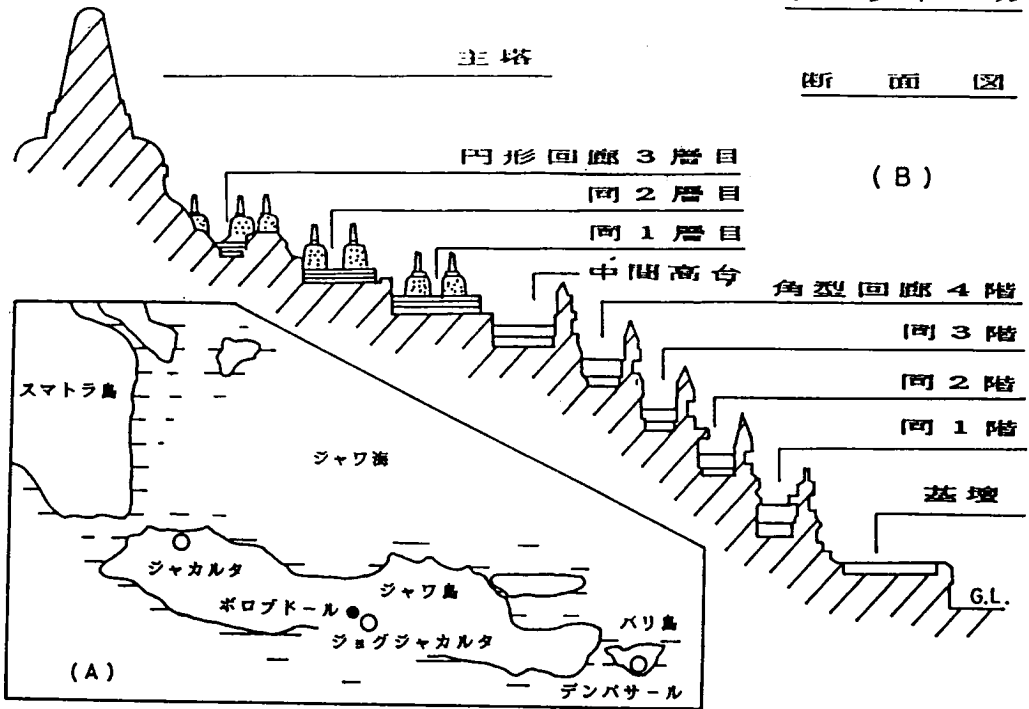 主塔
断面図
(B)
円形回廊3層目
同2層目
同1層目
中間高台
角型回廊4階
同3階
同2階
同1階
基壇
G.L.
スマトラ島
ジャワ海
ジャカルタ
ジャワ島
ボロブドール
ジョグジャカルタ
バリ島
デンパサール
(A)